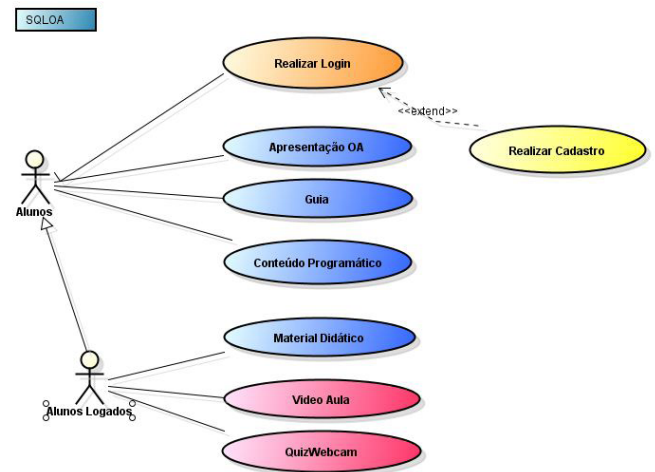 SQLOA
Realizar Login
<<extend>>
Realizar Cadastro
Apresentação OA
Guia
Alunos
Conteúdo Programático
Material Didático
Video Aula
Alunos Logados
QuizWebcam